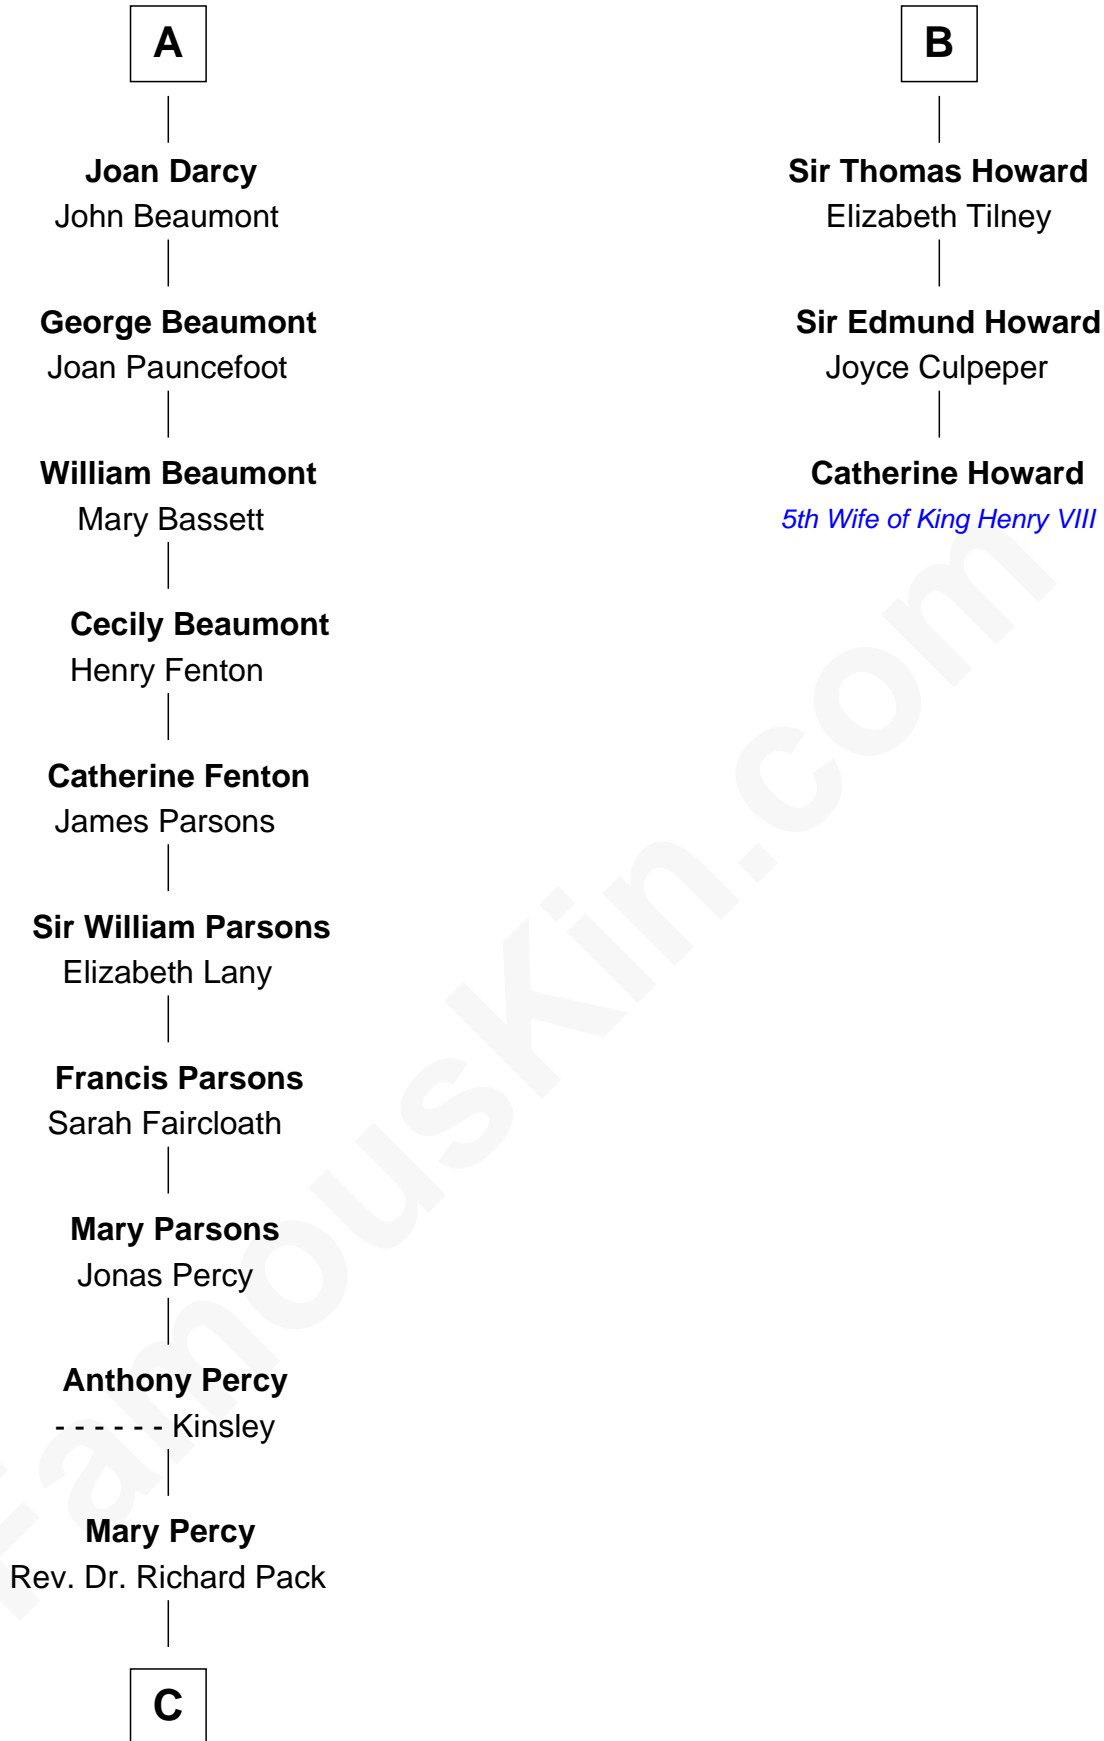 A
Joan Darcy
John Beaumont
George Beaumont
Joan Pauncefoot
William Beaumont
Mary Bassett
Cecily Beaumont
Henry Fenton
Catherine Fenton
James Parsons
Sir William Parsons
Elizabeth Lany
Francis Parsons
Sarah Faircloath
Mary Parsons
Jonas Percy
Anthony Percy
- - - - - - Kinsley
Mary Percy
Rev. Dr. Richard Pack
C
B
Sir Thomas Howard
Elizabeth Tilney
Sir Edmund Howard
Joyce Culpeper
Catherine Howard
5th Wife of King Henry VIII
FamousKin.com